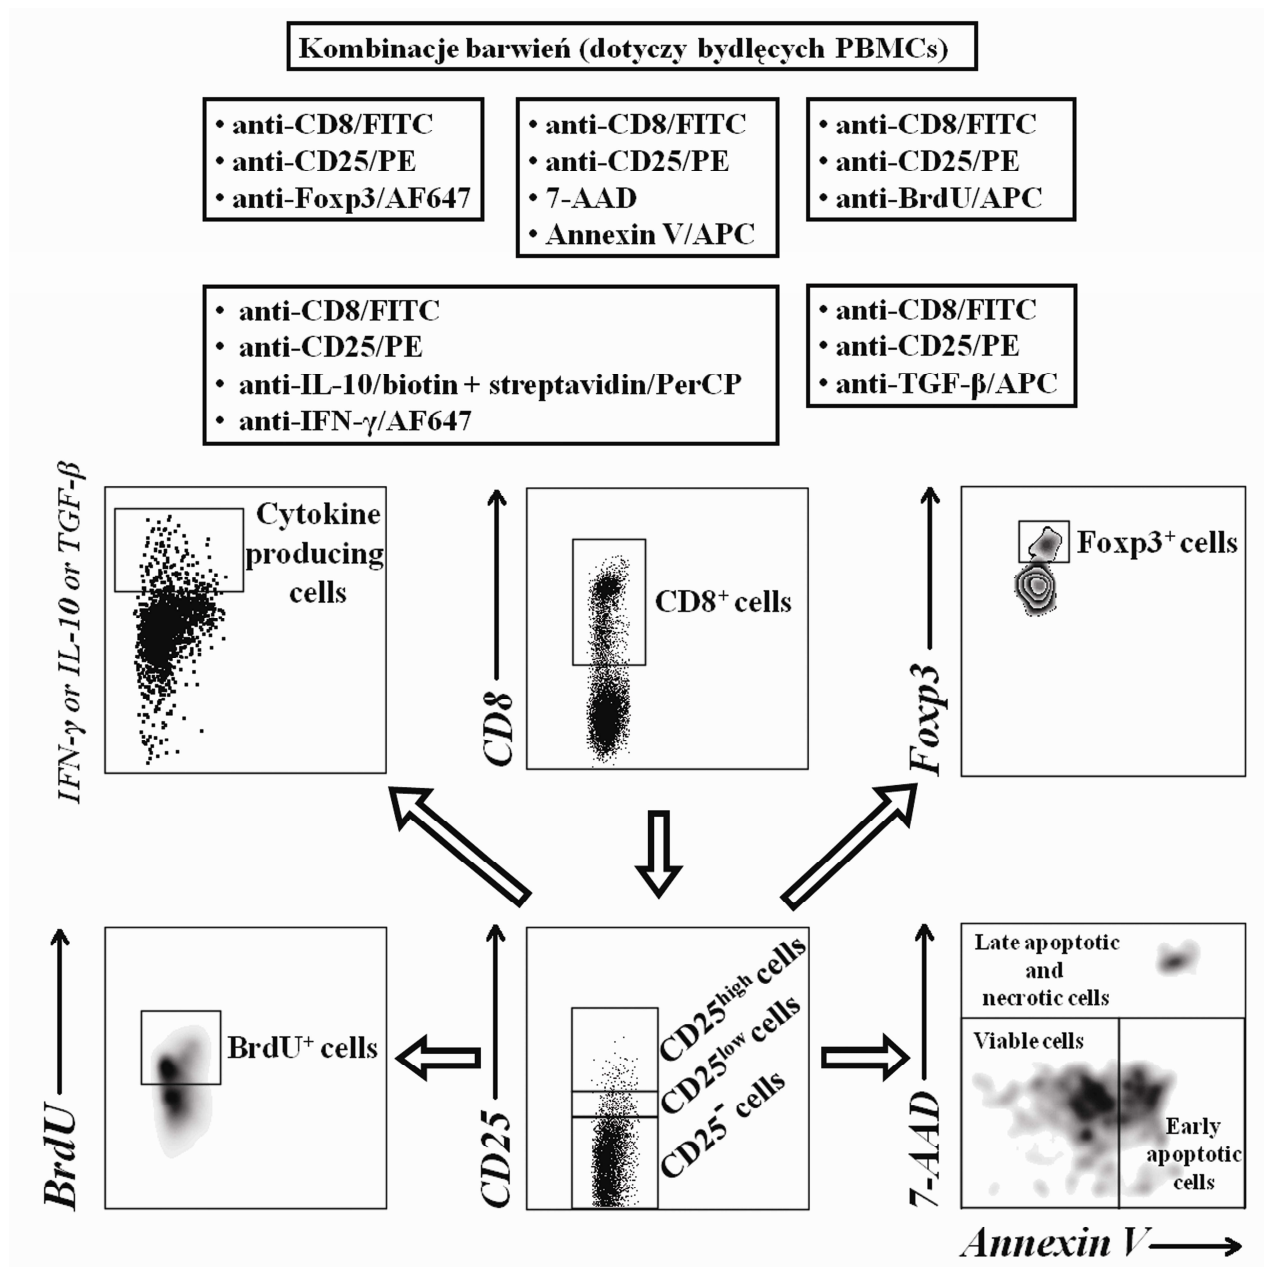 Kombinacje barwień (dotyczy bydlęcych PBMCs)
• anti-CD8/FITC
• anti-CD25/PE
• anti-Foxp3/AF647
• anti-CD8/FITC
• anti-CD25/PE
• 7-AAD
• Annexin V/APC
• anti-CD8/FITC
• anti-CD25/PE
• anti-BrdU/APC
• anti-CD8/FITC
• anti-CD25/PE
• anti-IL-10/biotin + streptavidin/PerCP
• anti-IFN-γ/AF647
• anti-CD8/FITC
• anti-CD25/PE
• anti-TGF-β/APC
IFN-γ or IL-10 or TGF-β
Cytokine
producing
cells
CD8
CD8⁺ cells
Foxp3
Foxp3⁺ cells
BrdU
BrdU⁺ cells
CD25
CD25ʰⁱᵍʰ cells
CD25ˡᵒʷ cells
CD25⁻ cells
7-AAD
Late apoptotic
and
necrotic cells
Viable cells
Early
apoptotic
cells
Annexin V